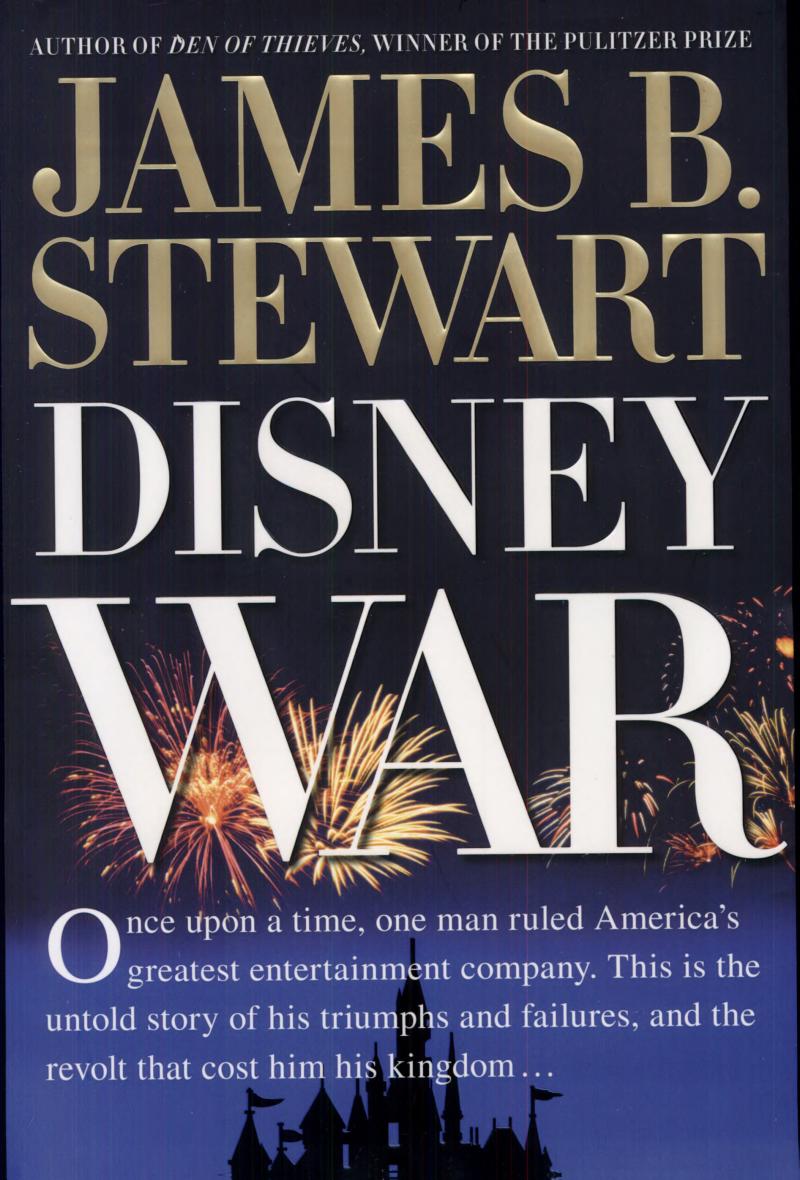 AUTHOR OF DEN OF THIEVES, WINNER OF THE PULITZER PRIZE
JAMES B.
STEWART
DISNEY
WAR
Once upon a time, one man ruled America’s
greatest entertainment company. This is the
untold story of his triumphs and failures, and the
revolt that cost him his kingdom...